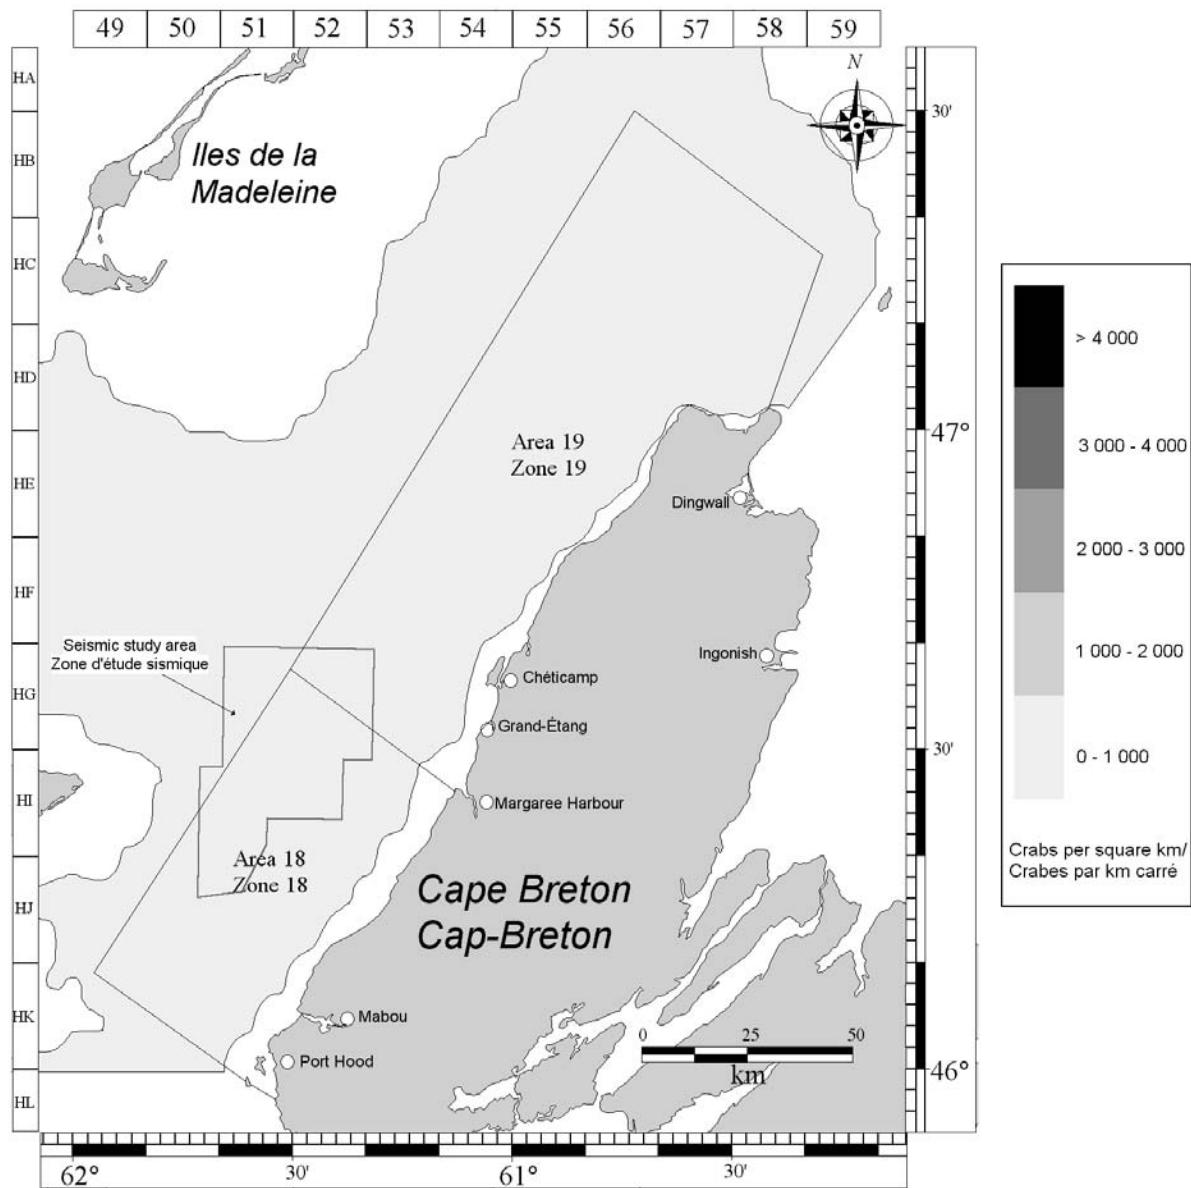 49 50 51 52 53 54 55 56 57 58 59
N
HA
30'
HB
Iles de la
Madeleine
HC
> 4 000
HD
47°
Area 19
Zone 19
3 000 - 4 000
HE
Dingwall
2 000 - 3 000
HF
Seismic study area
Zone d'étude sismique
Ingonish
1 000 - 2 000
HG
Chéticamp
Grand-Étang
30'
0 - 1 000
HI
Margaree Harbour
Crabs per square km/
Crabes par km carré
Area 18
Zone 18
Cape Breton
Cap-Breton
HJ
HK
Mabou
0 25 50
km
Port Hood
46°
HL
62° 30' 61° 30'